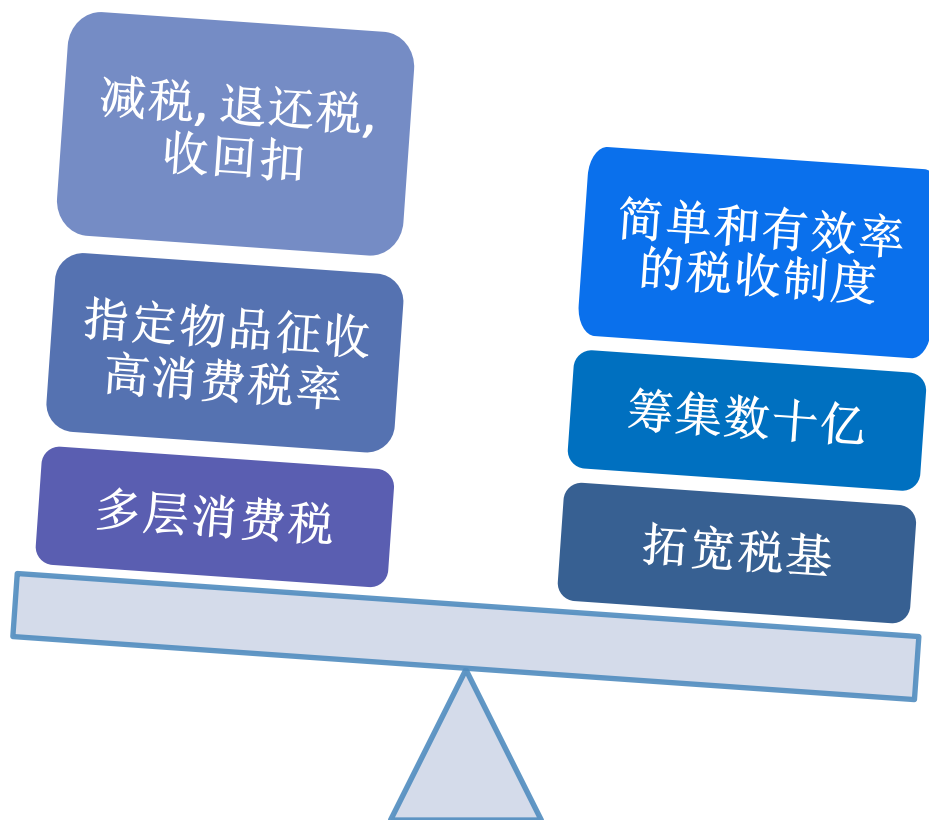 减税, 退还税,
收回扣
指定物品征收
高消费税率
多层消费税
简单和有效率
的税收制度
筹集数十亿
拓宽税基